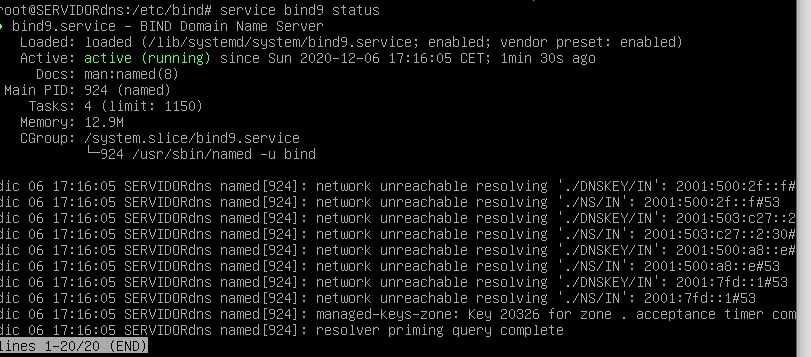 root@SERVIDORdns:/etc/bind# service bind9 status
● bind9.service - BIND Domain Name Server
Loaded: loaded (/lib/systemd/system/bind9.service; enabled; vendor preset: enabled)
Active: active (running) since Sun 2020-12-06 17:16:05 CET; 1min 30s ago
Docs: man:named(8)
Main PID: 924 (named)
Tasks: 4 (limit: 1150)
Memory: 12.9M
CGroup: /system.slice/bind9.service
└─924 /usr/sbin/named -u bind
dic 06 17:16:05 SERVIDORdns named[924]: network unreachable resolving './DNSKEY/IN': 2001:500:2f::f#
dic 06 17:16:05 SERVIDORdns named[924]: network unreachable resolving './NS/IN': 2001:500:2f::f#53
dic 06 17:16:05 SERVIDORdns named[924]: network unreachable resolving './DNSKEY/IN': 2001:503:c27::2
dic 06 17:16:05 SERVIDORdns named[924]: network unreachable resolving './NS/IN': 2001:503:c27::2:30#
dic 06 17:16:05 SERVIDORdns named[924]: network unreachable resolving './DNSKEY/IN': 2001:500:a8::e#
dic 06 17:16:05 SERVIDORdns named[924]: network unreachable resolving './NS/IN': 2001:500:a8::e#53
dic 06 17:16:05 SERVIDORdns named[924]: network unreachable resolving './DNSKEY/IN': 2001:7fd::1#53
dic 06 17:16:05 SERVIDORdns named[924]: network unreachable resolving './NS/IN': 2001:7fd::1#53
dic 06 17:16:05 SERVIDORdns named[924]: managed-keys-zone: Key 20326 for zone . acceptance timer com
dic 06 17:16:05 SERVIDORdns named[924]: resolver priming query complete
lines 1-20/20 (END)